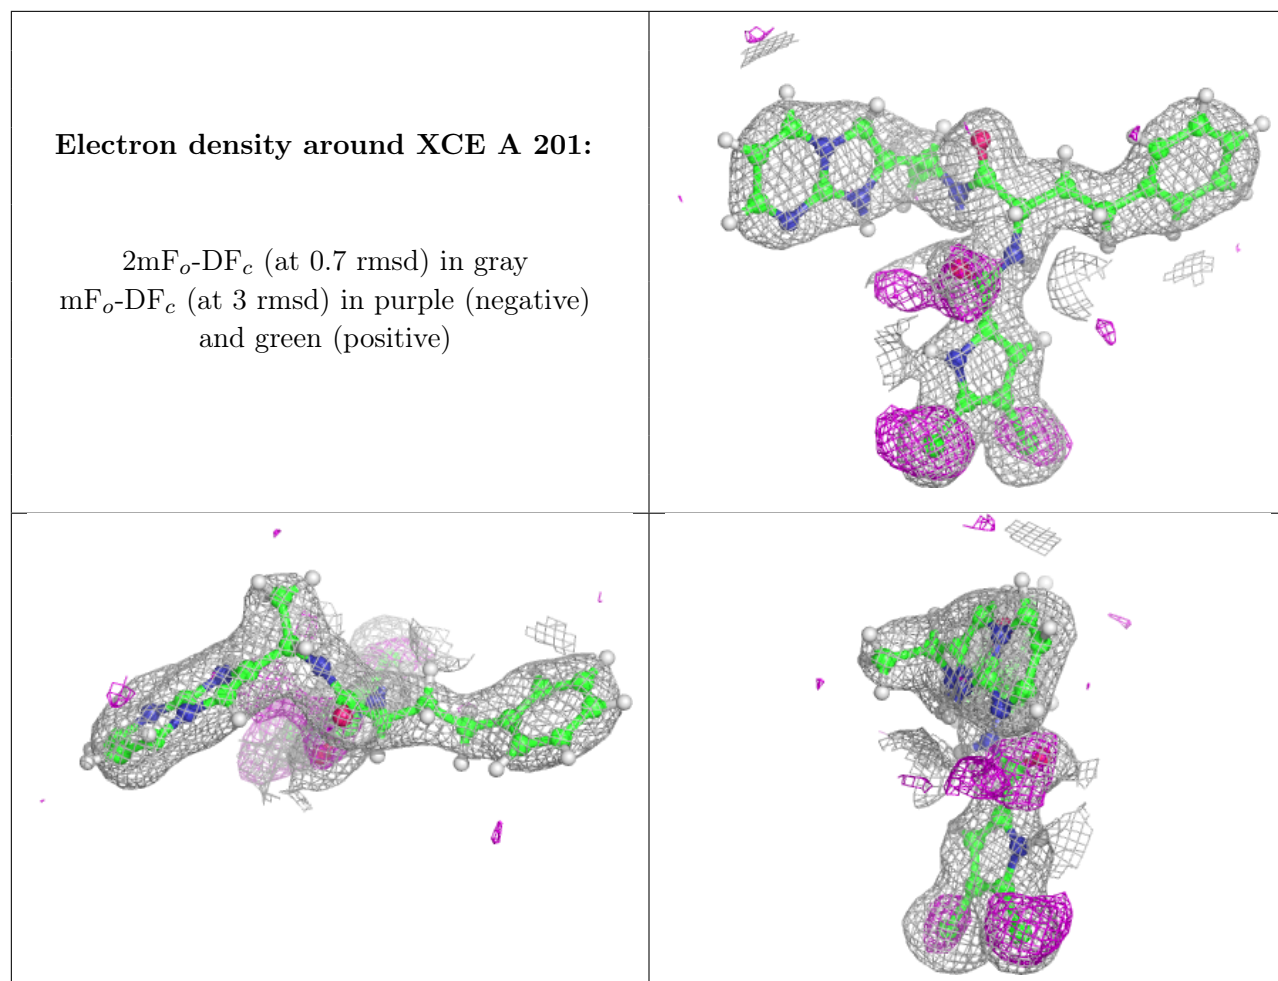 Electron density around XCE A 201:
2mFo-DFc (at 0.7 rmsd) in gray
mFo-DFc (at 3 rmsd) in purple (negative)
and green (positive)